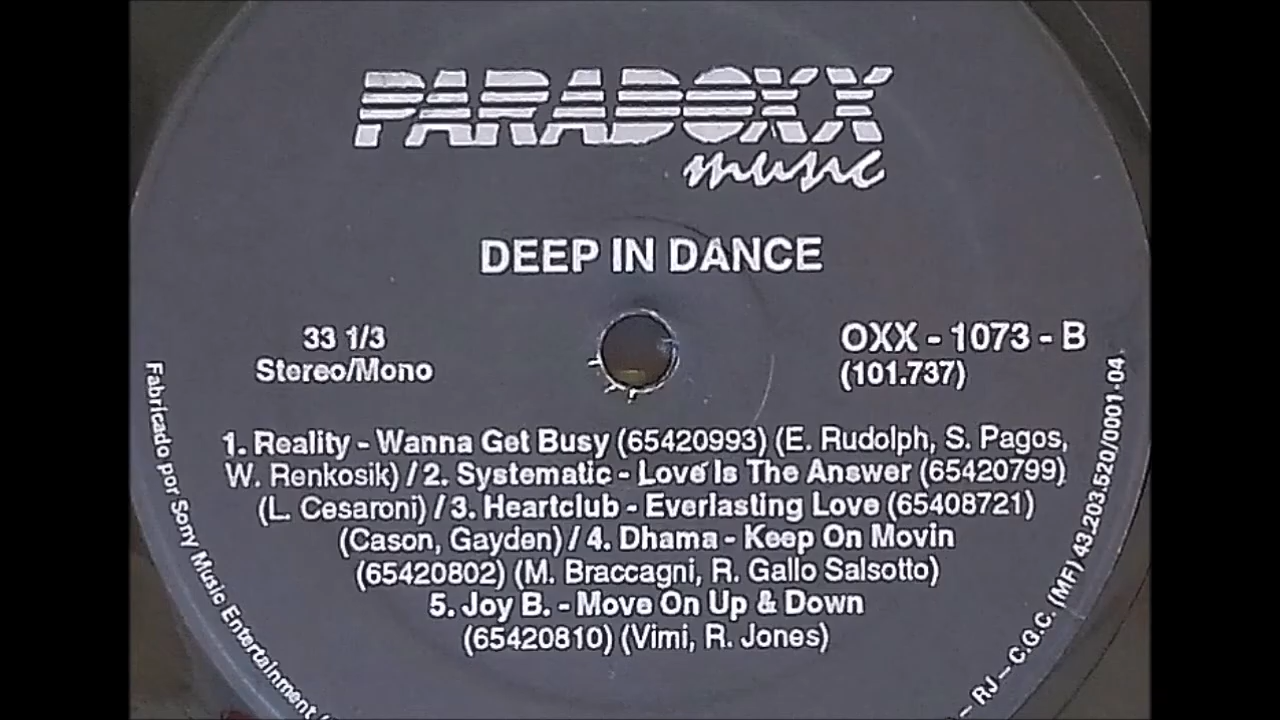 PARADOXX
music
DEEP IN DANCE
33 1/3
Stereo/Mono
OXX - 1073 - B
(101.737)
1. Reality - Wanna Get Busy (65420993) (E. Rudolph, S. Pagos,
W. Renkosik) / 2. Systematic - Love Is The Answer (65420799)
(L. Cesaroni) / 3. Heartclub - Everlasting Love (65408721)
(Cason, Gayden) / 4. Dhama - Keep On Movin
(65420802) (M. Braccagni, R. Gallo Salsotto)
5. Joy B. - Move On Up & Down
(65420810) (Vimi, R. Jones)
Fabricado por Sony Music Entertainment (
- RJ - C.G.C. (MF) 43.203.520/0001-04.